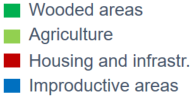 Wooded areas
Agriculture
Housing and infrastr.
Improductive areas